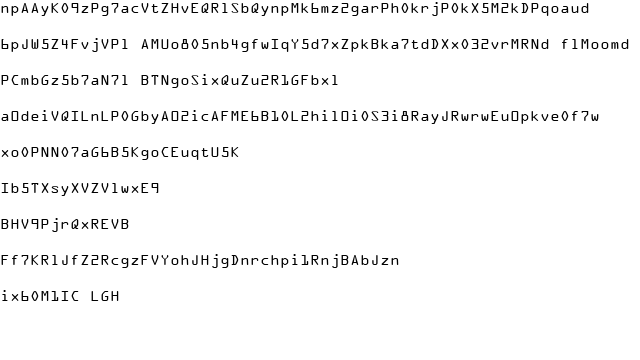 npAAyK09zPg7acVtZHvEQR1SbQynpMk6mz2garPh0krjP0kX5M2kDPqoaud
6pJW5Z4FvjVP1 AMUo805nb4gfwIqY5d7xZpkBka7tdDXx032vrMRNd f1Moomd
PCmbGz5b7aN71 BTNgoSixQuZu2R1GFbx1
aOdeiVQILnLP0GbyAO2icAFME6B10L2hi1Oi0S3i8RayJRwrwEuOpkve0f7w
xo0PNN07aG6B5KgoCEuqtU5K
Ib5TXsyXVZV1wxE9
BHV9PjrQxREVB
Ff7KR1JfZ2RcgzFVYohJHjgDnrchpi1RnjBAbJzn
ix60M1IC LGH